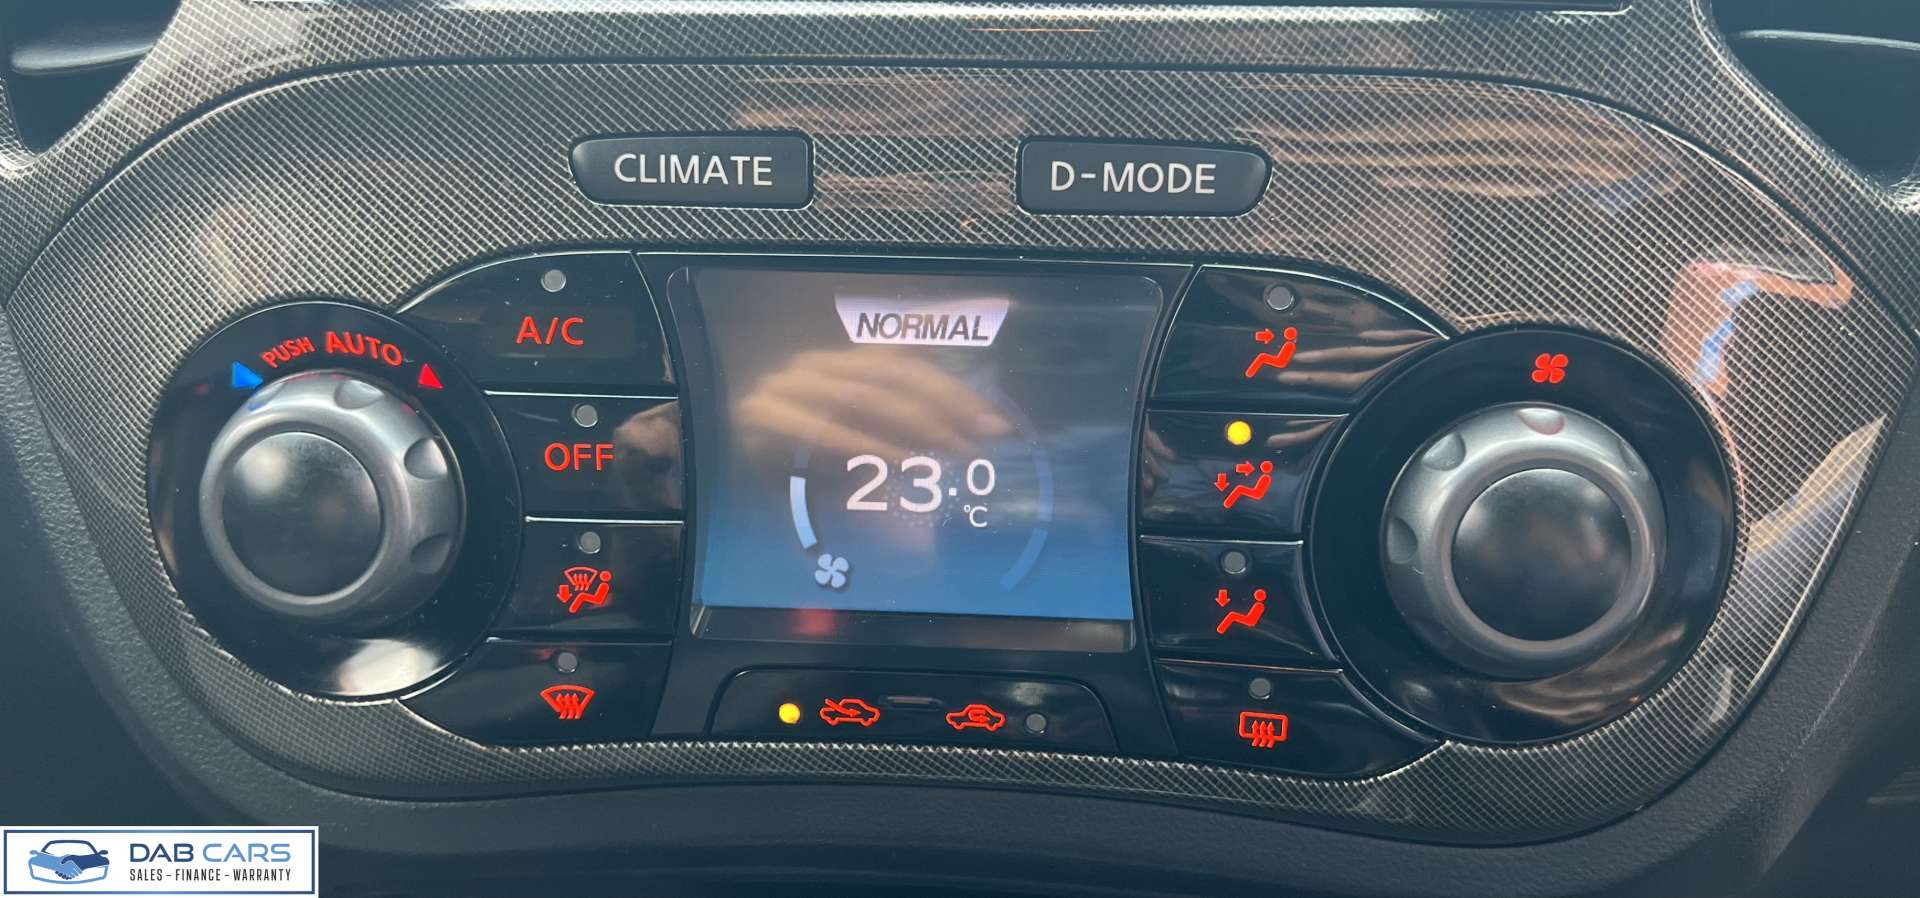 CLIMATE
D-MODE
PUSH AUTO
A/C
NORMAL
OFF
23.0
°C
DAB CARS
SALES - FINANCE - WARRANTY